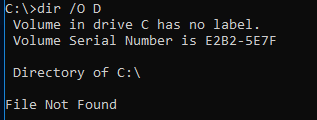 C:\>dir /O D
Volume in drive C has no label.
Volume Serial Number is E2B2-5E7F
Directory of C:\
File Not Found